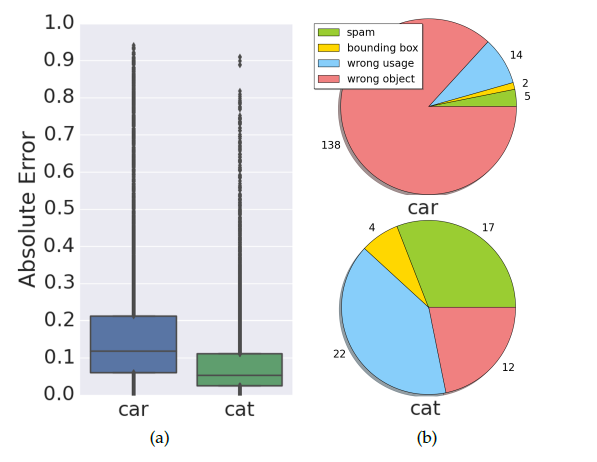 Absolute Error
1.0
0.9
0.8
0.7
0.6
0.5
0.4
0.3
0.2
0.1
0.0
car
cat
(a)
spam
bounding box
wrong usage
wrong object
14
2
5
138
car
4
17
22
12
cat
(b)